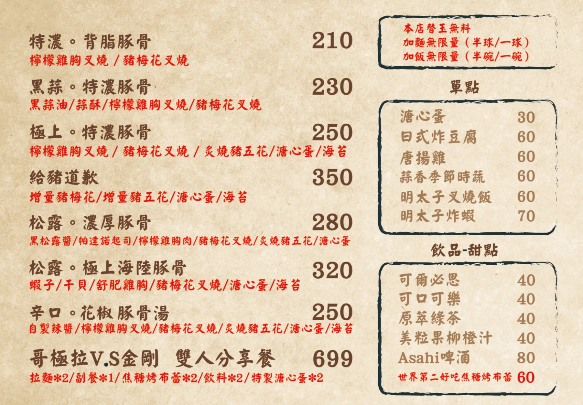 特濃。背脂豚骨 210
檸檬雞胸叉燒 / 豬梅花叉燒
黑蒜。特濃豚骨 230
黑蒜油/蒜酥/檸檬雞胸叉燒/豬梅花叉燒
極上。特濃豚骨 250
檸檬雞胸叉燒 / 豬梅花叉燒 / 炙燒豬五花/溏心蛋/海苔
給豬道歉 350
增量豬梅花/增量豬五花/溏心蛋/海苔
松露。濃厚豚骨 280
黑松露醬/帕達諾起司/檸檬雞胸肉/豬梅花叉燒/炙燒豬五花/溏心蛋
松露。極上海陸豚骨 320
蝦子/干貝/舒肥雞胸/豬梅花叉燒/溏心蛋/海苔
辛口。花椒豚骨湯 250
自製辣醬/檸檬雞胸叉燒/豬梅花叉燒/炙燒豬五花/溏心蛋/海苔
哥極拉V.S金剛 雙人分享餐 699
拉麵*2/副餐*1/焦糖烤布蕾*2/飲料*2/特製溏心蛋*2
本店替玉無料
加麵無限量（半球/一球）
加飯無限量（半碗/一碗）
單點
溏心蛋 30
日式炸豆腐 60
唐揚雞 60
蒜香季節時蔬 60
明太子叉燒飯 60
明太子炸蝦 70
飲品-甜點
可爾必思 40
可口可樂 40
原萃綠茶 40
美粒果柳橙汁 40
Asahi啤酒 80
世界第二好吃焦糖烤布蕾 60